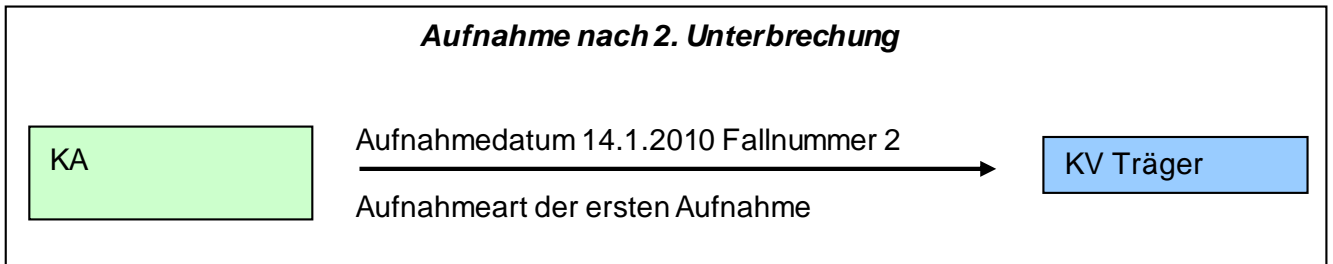 Aufnahme nach 2. Unterbrechung
KA
Aufnahmedatum 14.1.2010 Fallnummer 2
KV Träger
Aufnahmeart der ersten Aufnahme